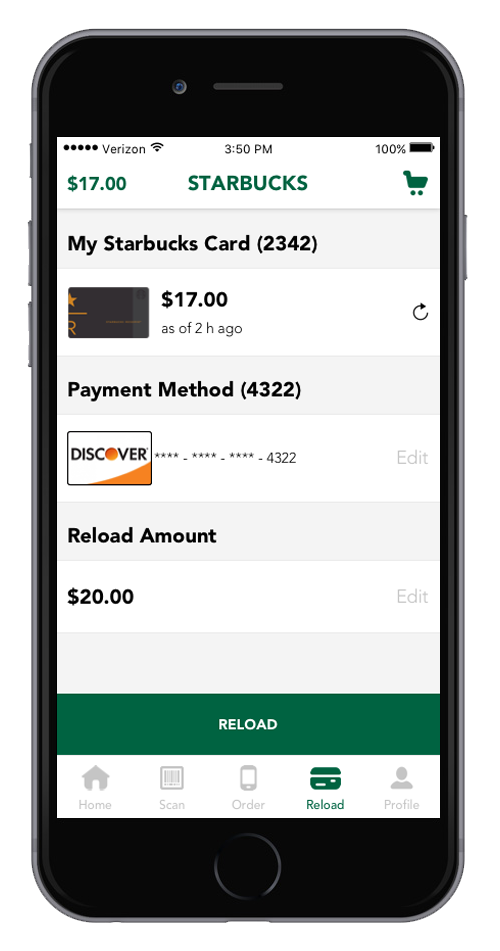 Verizon 3:50 PM 100%
$17.00 STARBUCKS
My Starbucks Card (2342)
$17.00
as of 2 h ago
Payment Method (4322)
DISCOVER **** - **** - **** - 4322 Edit
Reload Amount
$20.00 Edit
RELOAD
Home Scan Order Reload Profile